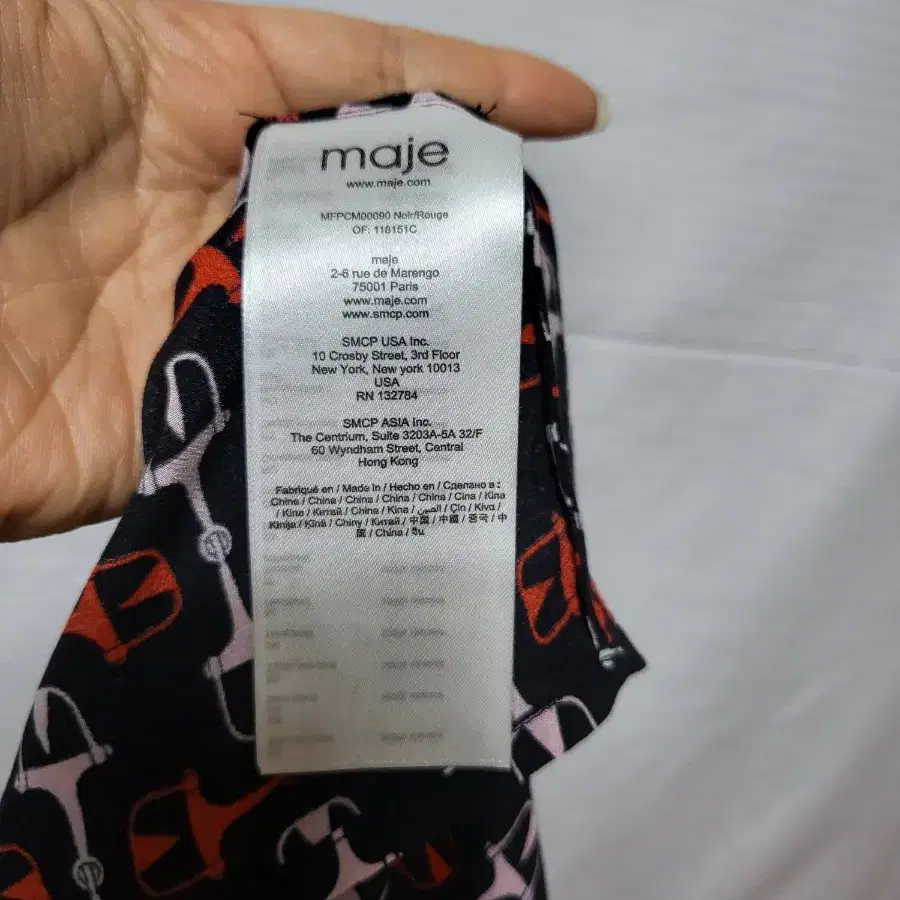 maje
www.maje.com
MFPCM00090 Noir/Rouge
OF: 118151C
maje
2-6 rue de Marengo
75001 Paris
www.maje.com
www.smcp.com
SMCP USA Inc.
10 Crosby Street, 3rd Floor
New York, New york 10013
USA
RN 132784
SMCP ASIA Inc.
The Centrium, Suite 3203A-5A 32/F
60 Wyndham Street, Central
Hong Kong
Fabriqué en / Made in / Hecho en / Сделано в :
Chine / China / China / China / China / Cina / Kina
/ Kina / Китай / China / Kina / الصين / Çin / Κίνα /
Kinija / Ķīnā / Chiny / Китай / 中国 / 中國 / 중국 / 中
国 / China / จีน